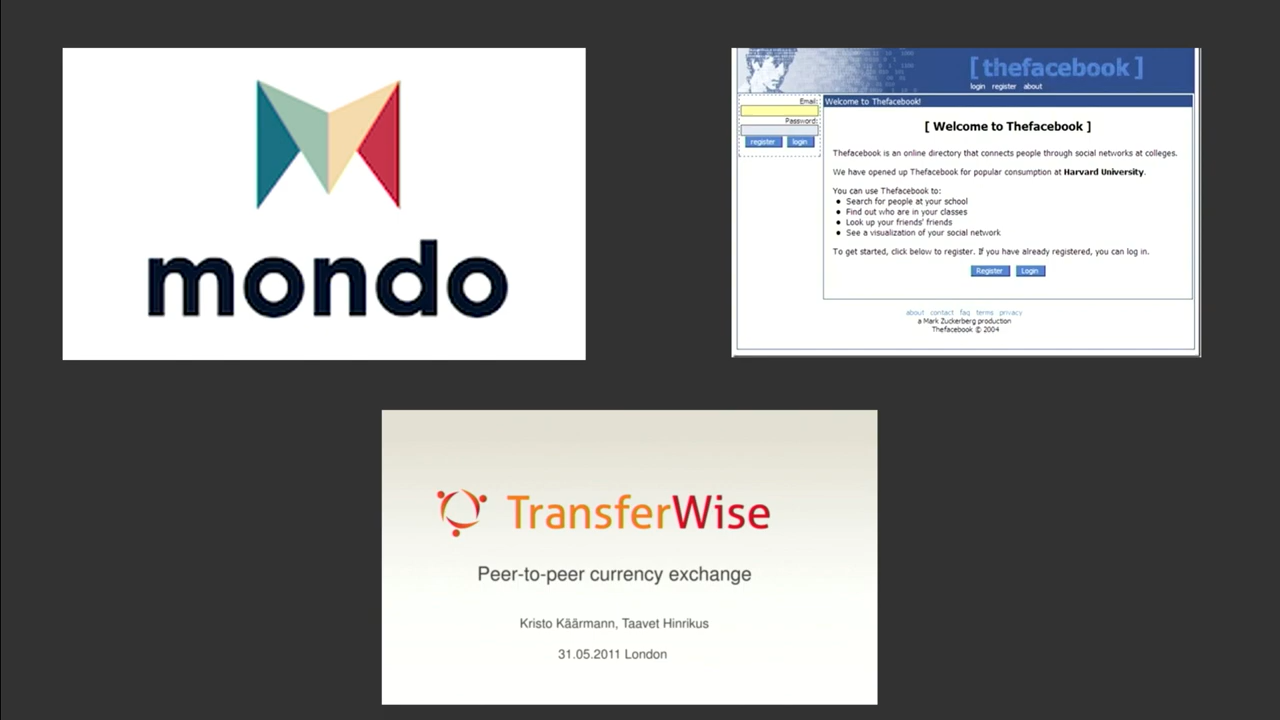 mondo
[ thefacebook ]
login register about
Email:
Password:
register login
Welcome to Thefacebook!
[ Welcome to Thefacebook ]
Thefacebook is an online directory that connects people through social networks at colleges.
We have opened up Thefacebook for popular consumption at Harvard University.
You can use Thefacebook to:
• Search for people at your school
• Find out who are in your classes
• Look up your friends' friends
• See a visualization of your social network
To get started, click below to register. If you have already registered, you can log in.
Register Login
about contact faq terms privacy
a Mark Zuckerberg production
Thefacebook © 2004
TransferWise
Peer-to-peer currency exchange
Kristo Käärmann, Taavet Hinrikus
31.05.2011 London